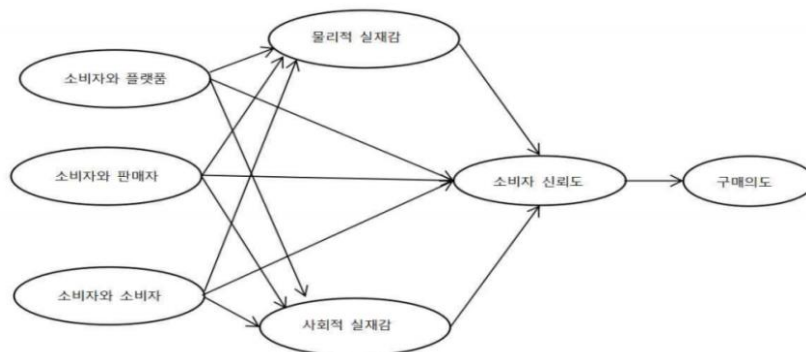 물리적 실재감
소비자와 플랫품
소비자와 판매자
소비자 신뢰도
구매의도
소비자와 소비자
사회적 실재감